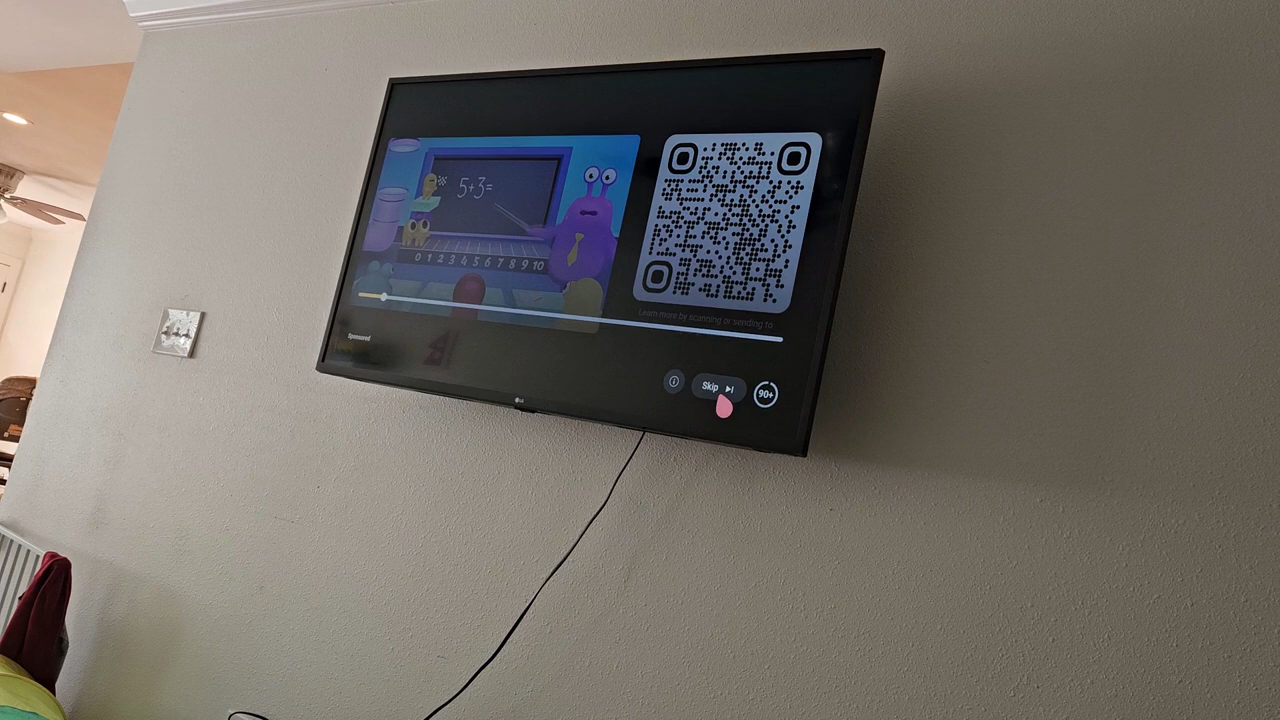 5+3=
0 1 2 3 4 5 6 7 8 9 10
Learn more by scanning or sending to
Sponsored
Skip
90+
LG